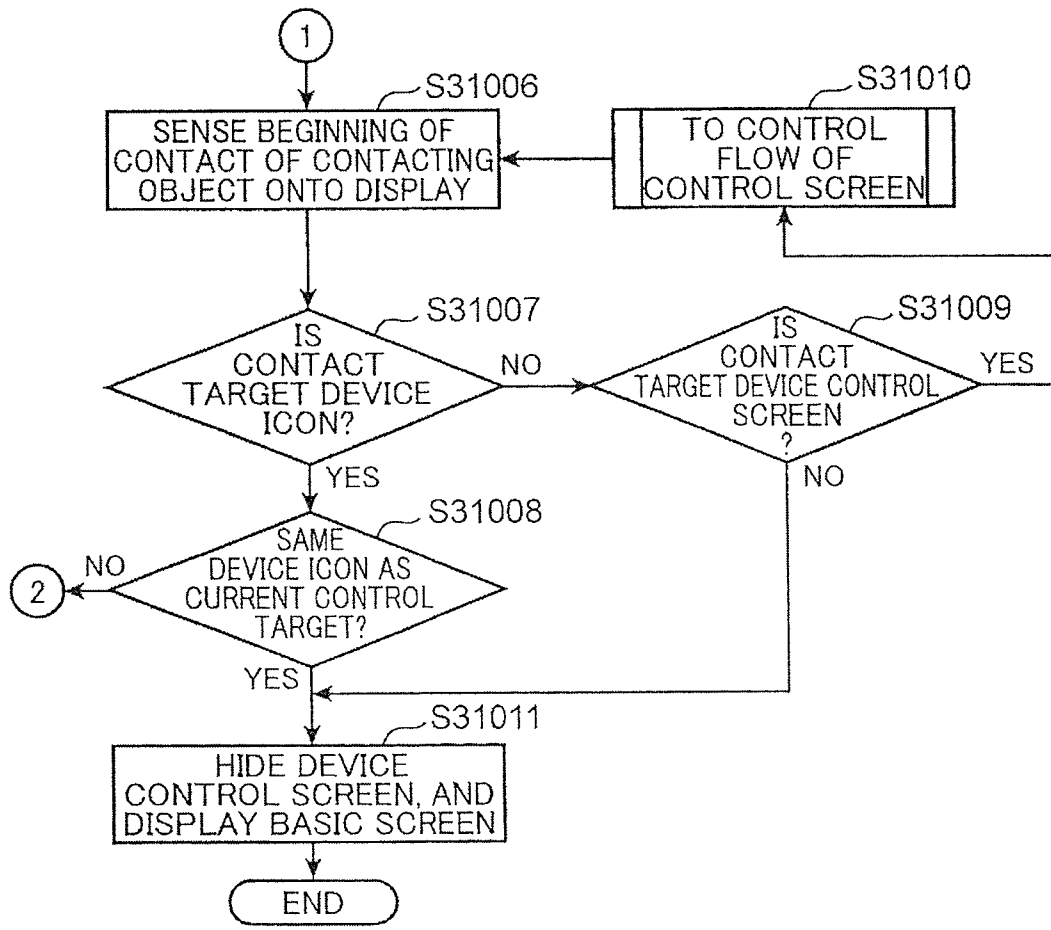 1
S31006
SENSE BEGINNING OF
CONTACT OF CONTACTING
OBJECT ONTO DISPLAY
S31010
TO CONTROL
FLOW OF
CONTROL SCREEN
S31007
IS
CONTACT
TARGET DEVICE
ICON?
NO
YES
S31009
IS
CONTACT
TARGET DEVICE CONTROL
SCREEN
?
YES
NO
S31008
SAME
DEVICE ICON AS
CURRENT CONTROL
TARGET?
NO
2
YES
S31011
HIDE DEVICE
CONTROL SCREEN, AND
DISPLAY BASIC SCREEN
END